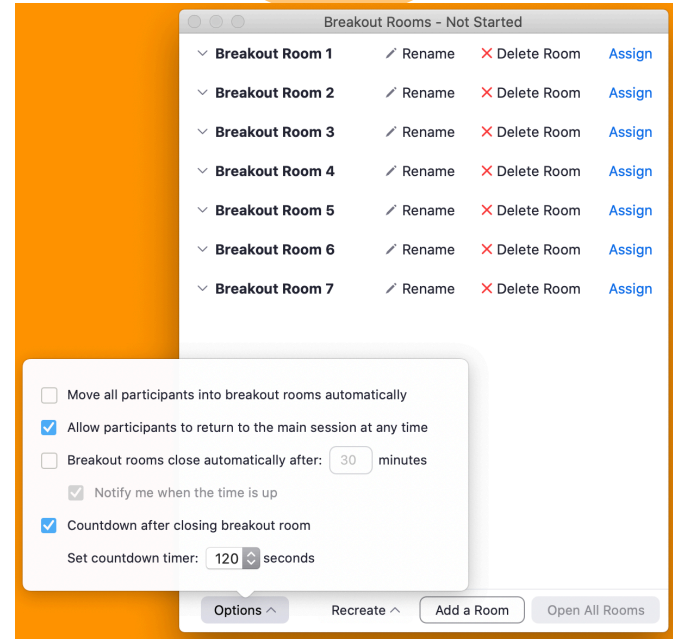 Breakout Rooms - Not Started
Breakout Room 1 Rename Delete Room Assign
Breakout Room 2 Rename Delete Room Assign
Breakout Room 3 Rename Delete Room Assign
Breakout Room 4 Rename Delete Room Assign
Breakout Room 5 Rename Delete Room Assign
Breakout Room 6 Rename Delete Room Assign
Breakout Room 7 Rename Delete Room Assign
Move all participants into breakout rooms automatically
Allow participants to return to the main session at any time
Breakout rooms close automatically after: 30 minutes
Notify me when the time is up
Countdown after closing breakout room
Set countdown timer: 120 seconds
Options Recreate Add a Room Open All Rooms